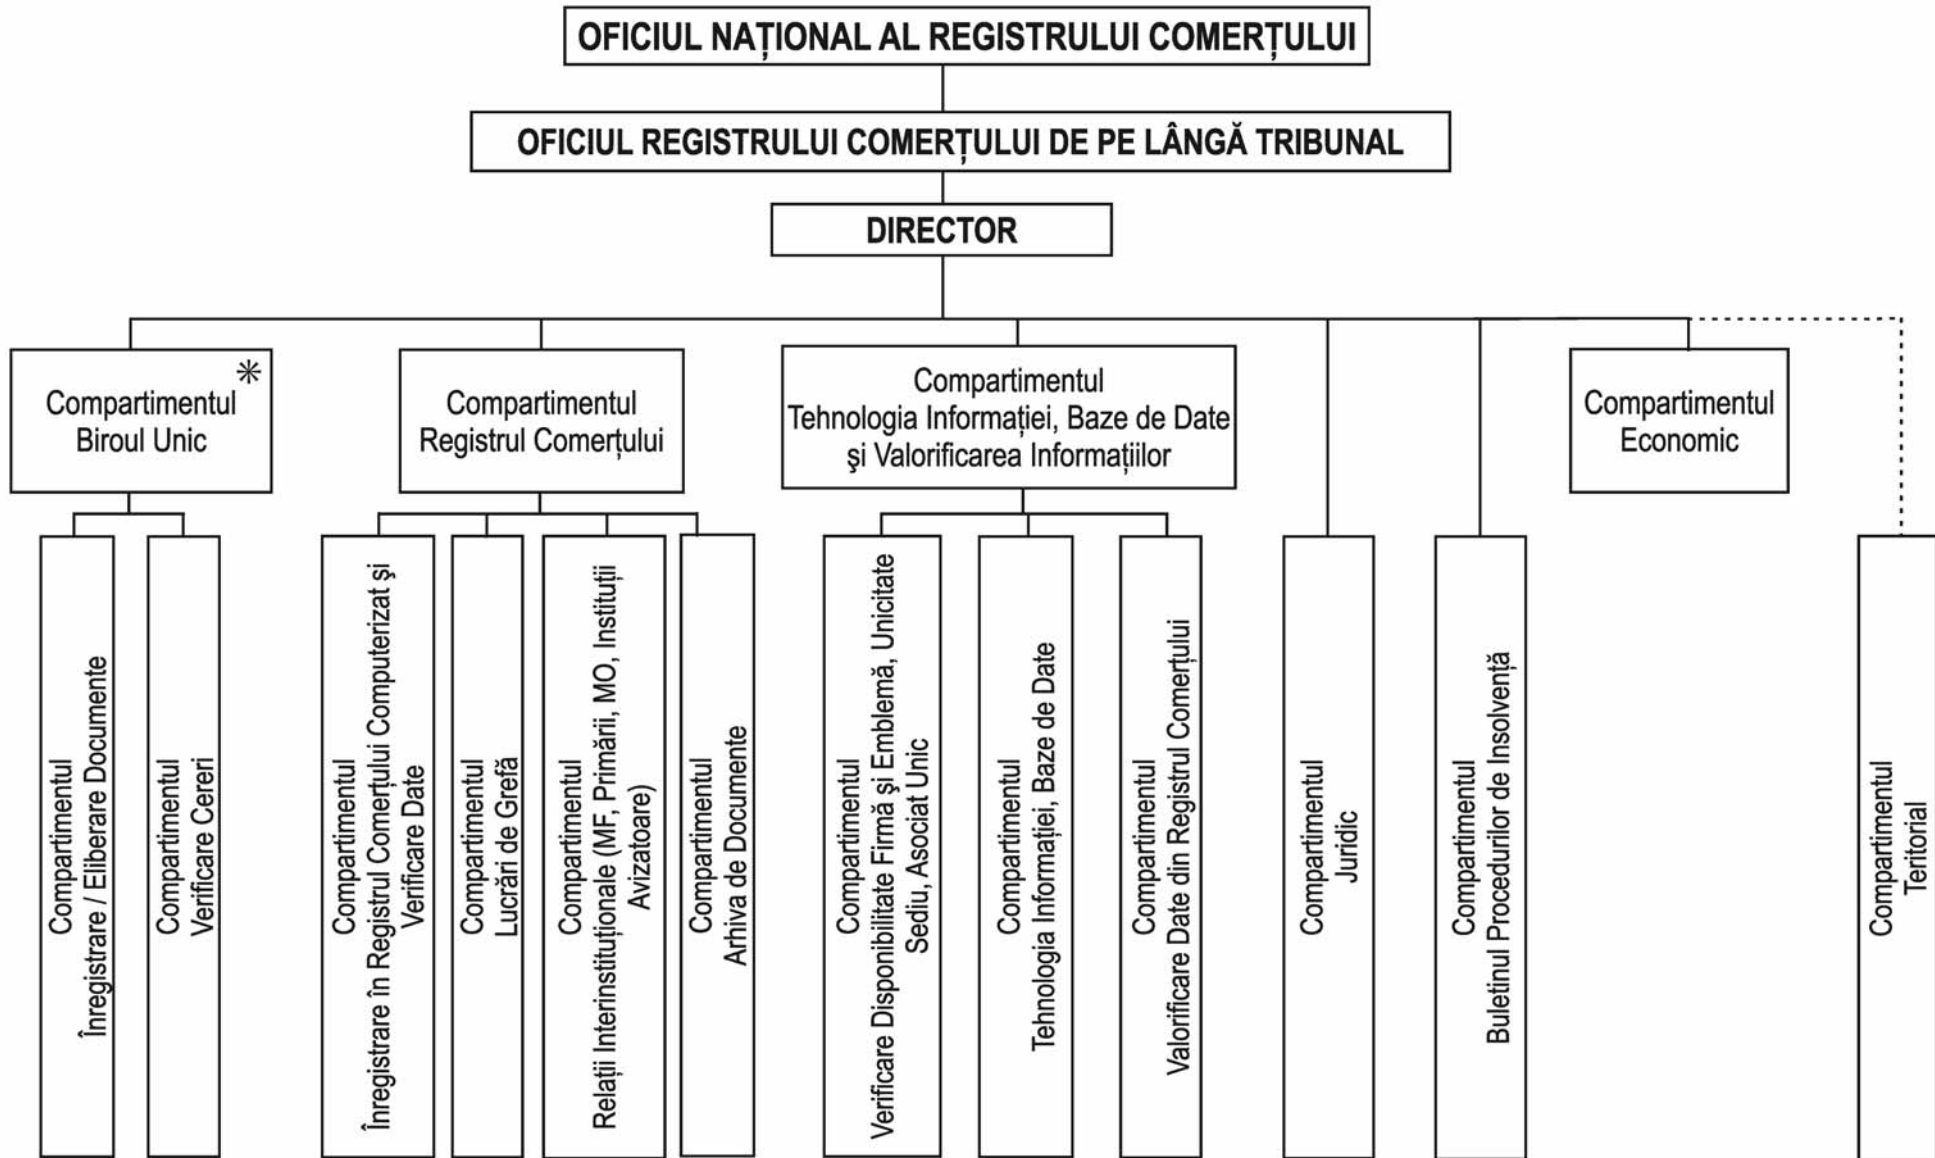 OFICIUL NAȚIONAL AL REGISTRULUI COMERȚULUI
OFICIUL REGISTRULUI COMERȚULUI DE PE LÂNGĂ TRIBUNAL
DIRECTOR
Compartimentul
Biroul Unic
*
Compartimentul
Registrul Comerțului
Compartimentul
Tehnologia Informației, Baze de Date
și Valorificarea Informațiilor
Compartimentul
Economic
Compartimentul
Înregistrare / Eliberare Documente
Compartimentul
Verificare Cereri
Compartimentul
Înregistrare în Registrul Comerțului Computerizat și
Verificare Date
Compartimentul
Lucrări de Grefă
Compartimentul
Relații Interinstituționale (MF, Primării, MO, Instituții
Avizatoare)
Compartimentul
Arhiva de Documente
Compartimentul
Verificare Disponibilitate Firmă și Emblemă, Unicitate
Sediu, Asociat Unic
Compartimentul
Tehnologia Informației, Baze de Date
Compartimentul
Valorificare Date din Registrul Comerțului
Compartimentul
Juridic
Compartimentul
Buletinul Procedurilor de Insolvență
Compartimentul
Teritorial